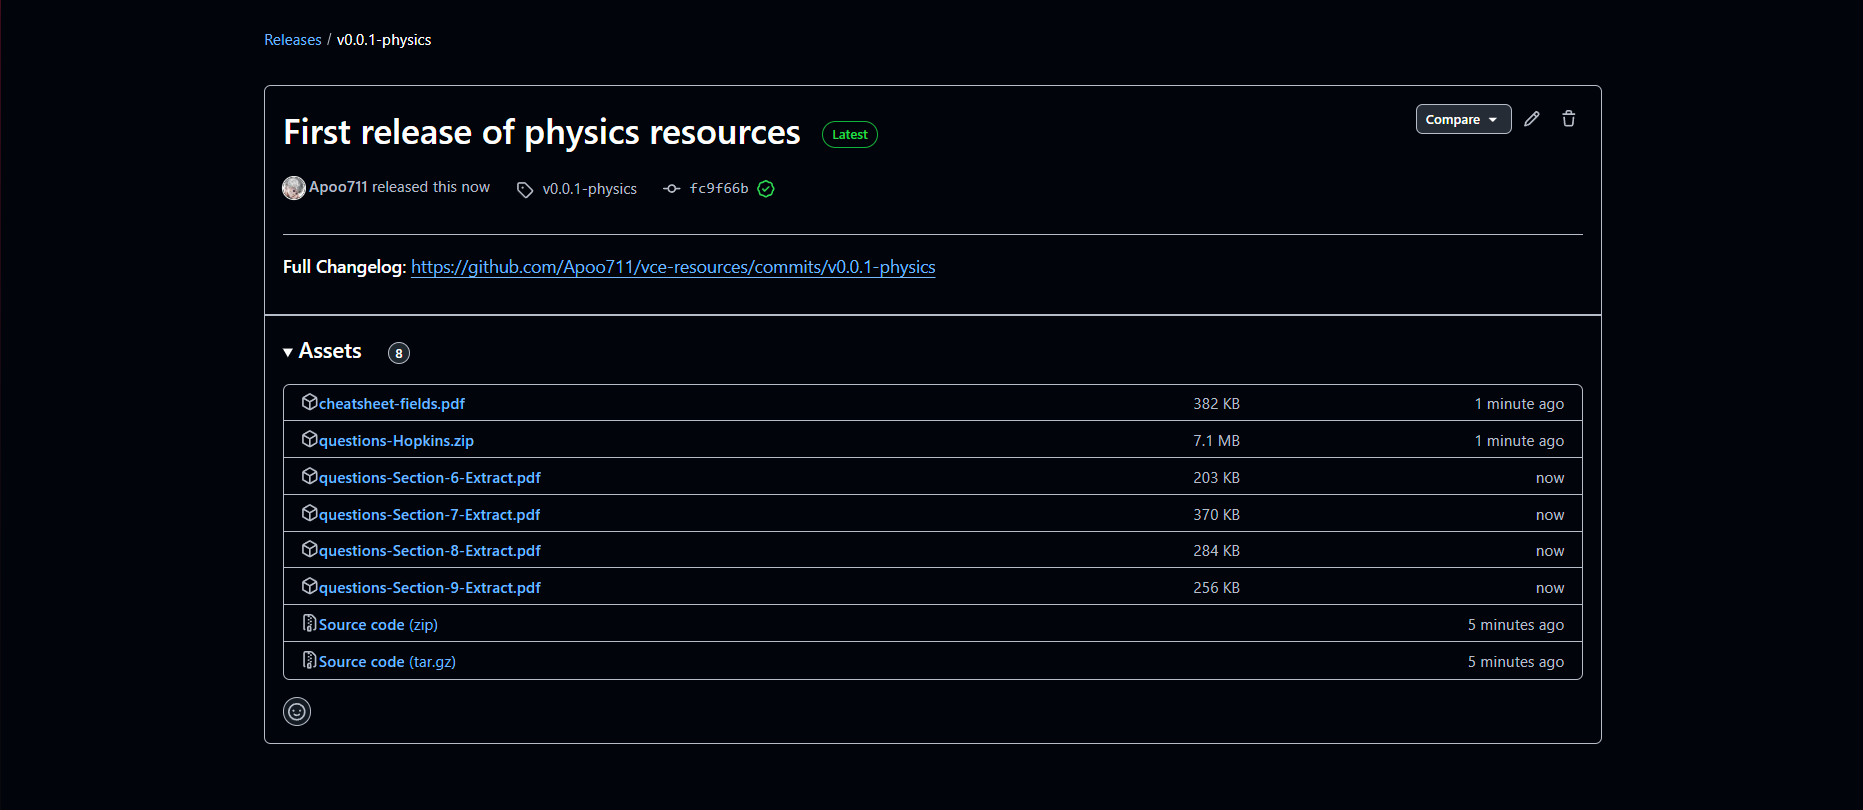 Releases / v0.0.1-physics
First release of physics resources Latest Compare
Apoo711 released this now v0.0.1-physics fc9f66b
Full Changelog: https://github.com/Apoo711/vce-resources/commits/v0.0.1-physics
Assets 8
cheatsheet-fields.pdf 382 KB 1 minute ago
questions-Hopkins.zip 7.1 MB 1 minute ago
questions-Section-6-Extract.pdf 203 KB now
questions-Section-7-Extract.pdf 370 KB now
questions-Section-8-Extract.pdf 284 KB now
questions-Section-9-Extract.pdf 256 KB now
Source code (zip) 5 minutes ago
Source code (tar.gz) 5 minutes ago